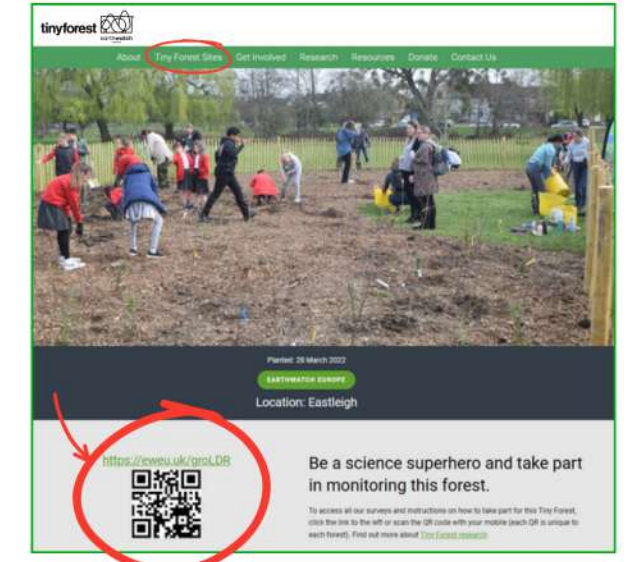 tinyforest
earthwatch
About Tiny Forest Sites Get Involved Research Resources Donate Contact Us
Planted: 28 March 2022
EARTHWATCH EUROPE
Location: Eastleigh
https://eweu.uk/groLDR
Be a science superhero and take part
in monitoring this forest.
To access all our surveys and instructions on how to take part for this Tiny Forest,
click the link to the left or scan the QR code with your mobile (each QR is unique to
each forest). Find out more about Tiny Forest research